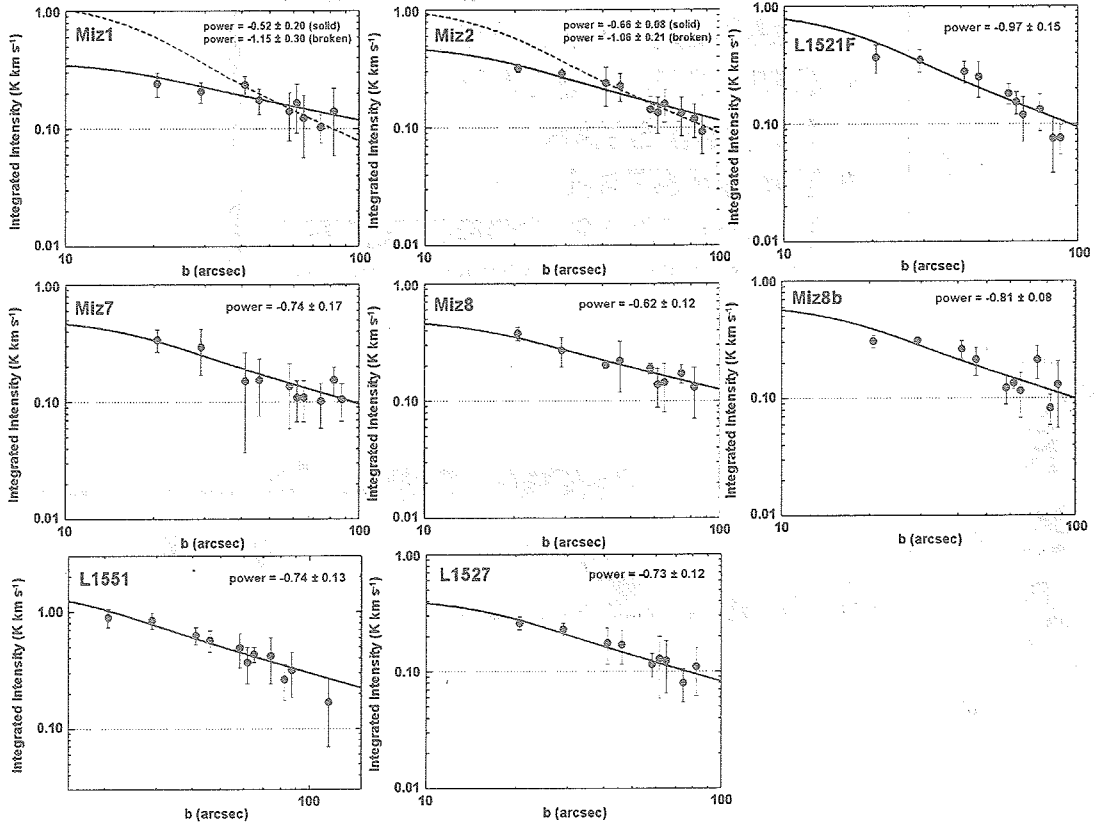 Miz1
power = -0.52 ± 0.20 (solid)
power = -1.15 ± 0.30 (broken)
1.00
0.10
0.01
10
100
Integrated Intensity (K km s⁻¹)
b (arcsec)
Miz2
power = -0.66 ± 0.08 (solid)
power = -1.06 ± 0.21 (broken)
1.00
0.10
0.01
10
100
Integrated Intensity (K km s⁻¹)
b (arcsec)
L1521F
power = -0.97 ± 0.15
1.00
0.10
0.01
10
100
Integrated Intensity (K km s⁻¹)
b (arcsec)
Miz7
power = -0.74 ± 0.17
1.00
0.10
0.01
10
100
Integrated Intensity (K km s⁻¹)
b (arcsec)
Miz8
power = -0.62 ± 0.12
1.00
0.10
0.01
10
100
Integrated Intensity (K km s⁻¹)
b (arcsec)
Miz8b
power = -0.81 ± 0.08
1.00
0.10
0.01
10
100
Integrated Intensity (K km s⁻¹)
b (arcsec)
L1551
power = -0.74 ± 0.13
1.00
0.10
100
Integrated Intensity (K km s⁻¹)
b (arcsec)
L1527
power = -0.73 ± 0.12
1.00
0.10
0.01
10
100
Integrated Intensity (K km s⁻¹)
b (arcsec)